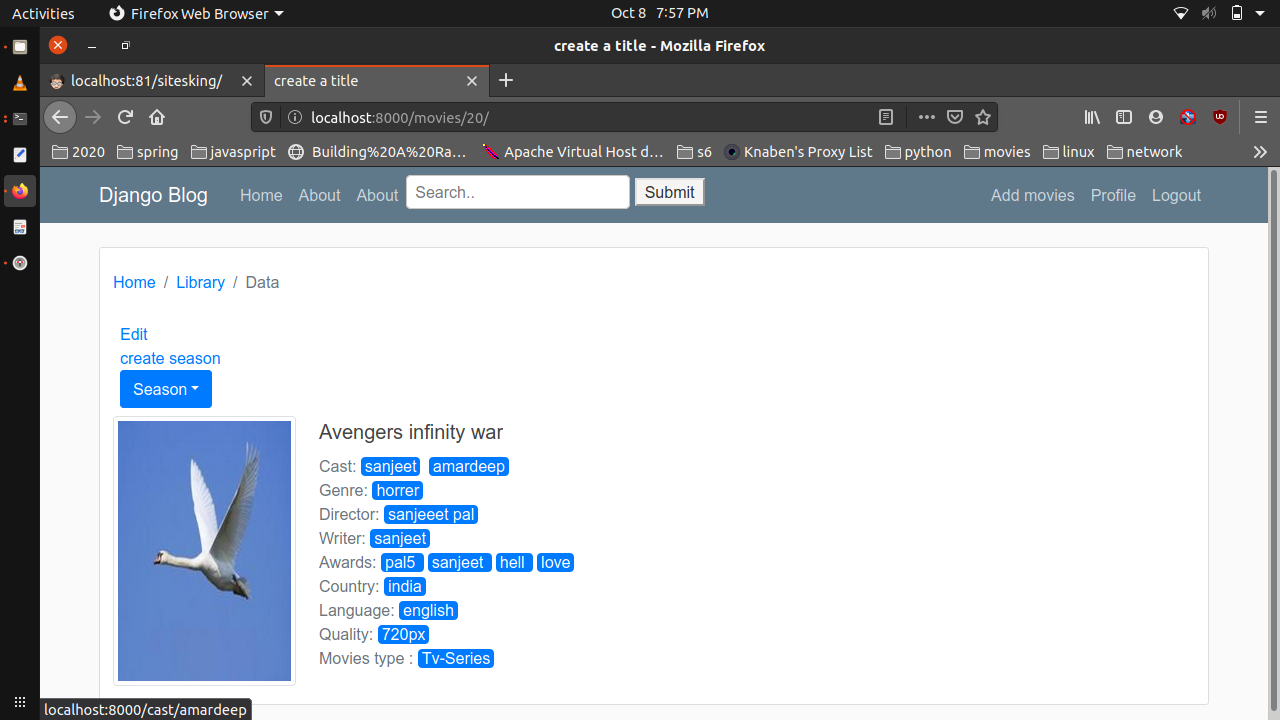 Activities Firefox Web Browser Oct 8 7:57 PM
create a title - Mozilla Firefox
localhost:81/sitesking/ create a title
localhost:8000/movies/20/
2020 spring javasript Building%20A%20Ra… Apache Virtual Host d… s6 Knaben's Proxy List python movies linux network
Django Blog Home About About Search.. Submit Add movies Profile Logout
Home / Library / Data
Edit
create season
Season
Avengers infinity war
Cast: sanjeet amardeep
Genre: horrer
Director: sanjeeet pal
Writer: sanjeet
Awards: pal5 sanjeet hell love
Country: india
Language: english
Quality: 720px
Movies type : Tv-Series
localhost:8000/cast/amardeep